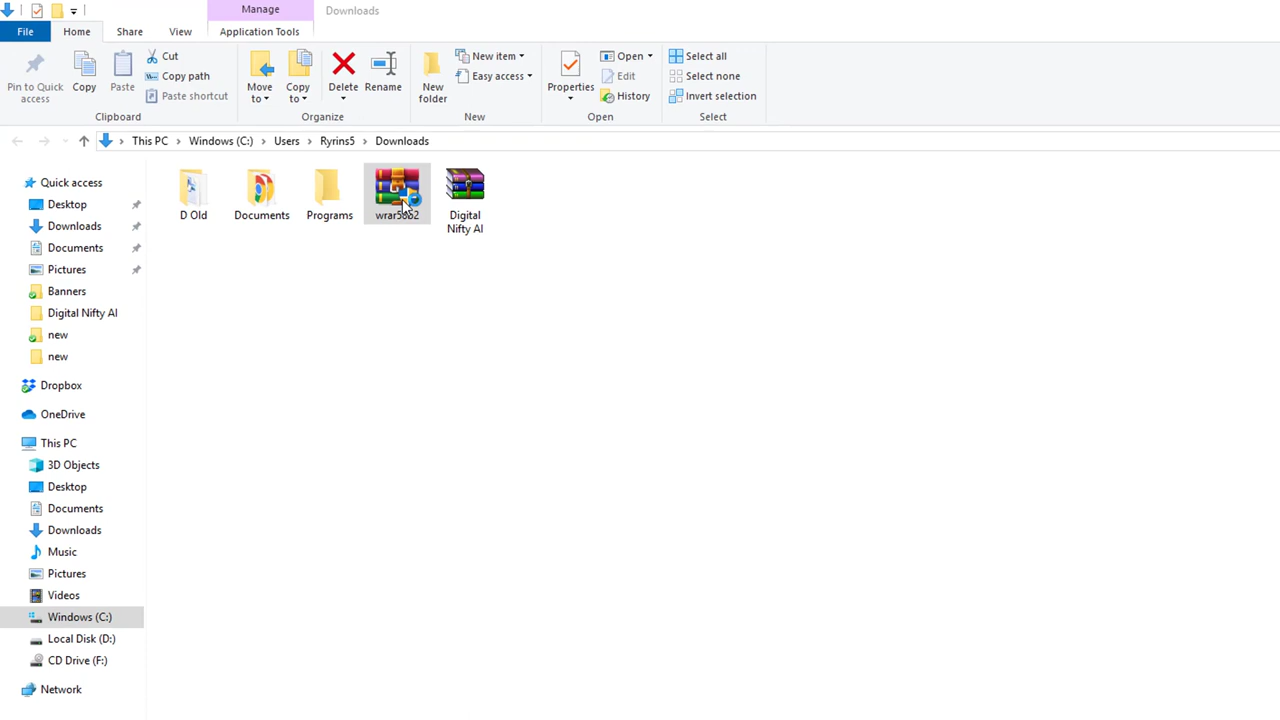 Manage
Downloads
File
Home
Share
View
Application Tools
Pin to Quick access
Copy
Paste
Cut
Copy path
Paste shortcut
Clipboard
Move to
Copy to
Delete
Rename
Organize
New folder
New item
Easy access
New
Properties
Open
Edit
History
Open
Select all
Select none
Invert selection
Select
This PC > Windows (C:) > Users > Ryrins5 > Downloads
Quick access
Desktop
Downloads
Documents
Pictures
Banners
Digital Nifty AI
new
new
Dropbox
OneDrive
This PC
3D Objects
Desktop
Documents
Downloads
Music
Pictures
Videos
Windows (C:)
Local Disk (D:)
CD Drive (F:)
Network
D Old
Documents
Programs
Digital
Nifty AI